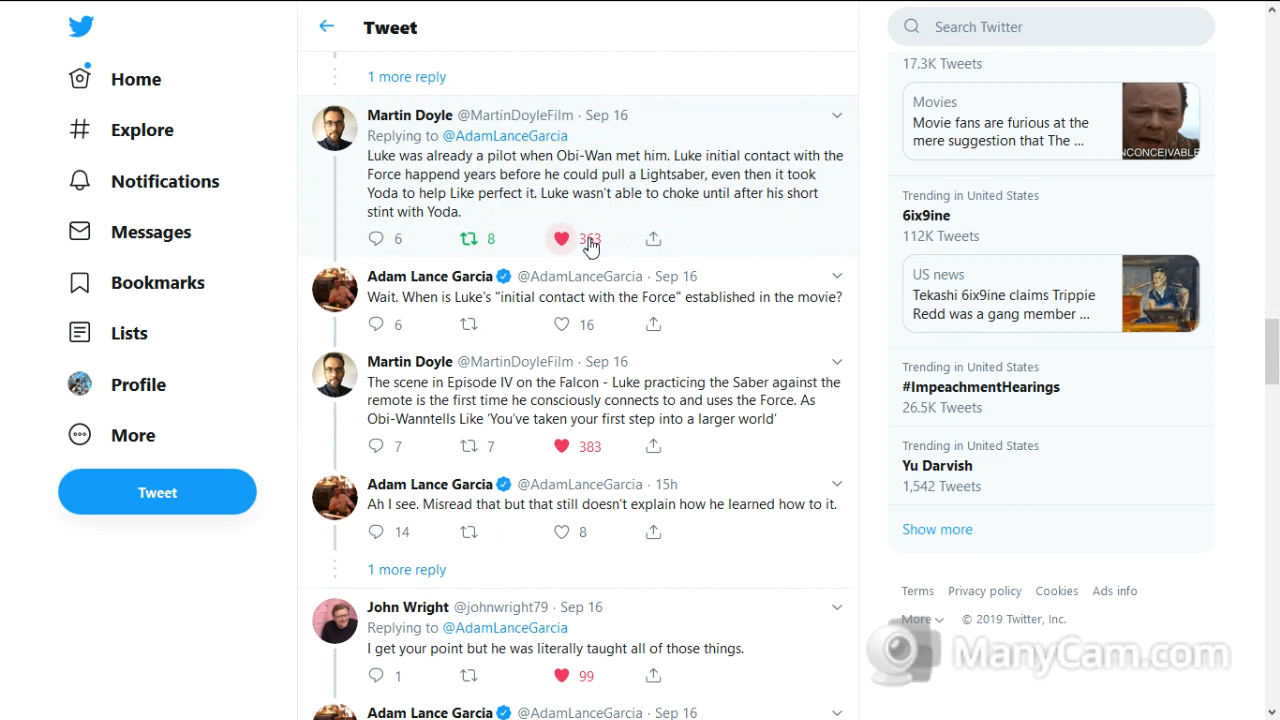 Home
Explore
Notifications
Messages
Bookmarks
Lists
Profile
More
Tweet
Tweet
1 more reply
Martin Doyle @MartinDoyleFilm · Sep 16
Replying to @AdamLanceGarcia
Luke was already a pilot when Obi-Wan met him. Luke initial contact with the
Force happend years before he could pull a Lightsaber, even then it took
Yoda to help Like perfect it. Luke wasn't able to choke until after his short
stint with Yoda.
6 8 363
Adam Lance Garcia @AdamLanceGarcia · Sep 16
Wait. When is Luke's "initial contact with the Force" established in the movie?
6 16
Martin Doyle @MartinDoyleFilm · Sep 16
The scene in Episode IV on the Falcon - Luke practicing the Saber against the
remote is the first time he consciously connects to and uses the Force. As
Obi-Wanntells Like 'You've taken your first step into a larger world'
7 7 383
Adam Lance Garcia @AdamLanceGarcia · 15h
Ah I see. Misread that but that still doesn't explain how he learned how to it.
14 8
1 more reply
John Wright @johnwright79 · Sep 16
Replying to @AdamLanceGarcia
I get your point but he was literally taught all of those things.
1 99
Adam Lance Garcia @AdamLanceGarcia · Sep 16
Search Twitter
17.3K Tweets
Movies
Movie fans are furious at the
mere suggestion that The ...
NCONCEIVABLE
Trending in United States
6ix9ine
112K Tweets
US news
Tekashi 6ix9ine claims Trippie
Redd was a gang member ...
Trending in United States
#ImpeachmentHearings
26.5K Tweets
Trending in United States
Yu Darvish
1,542 Tweets
Show more
Terms Privacy policy Cookies Ads info
More © 2019 Twitter, Inc.
ManyCam.com